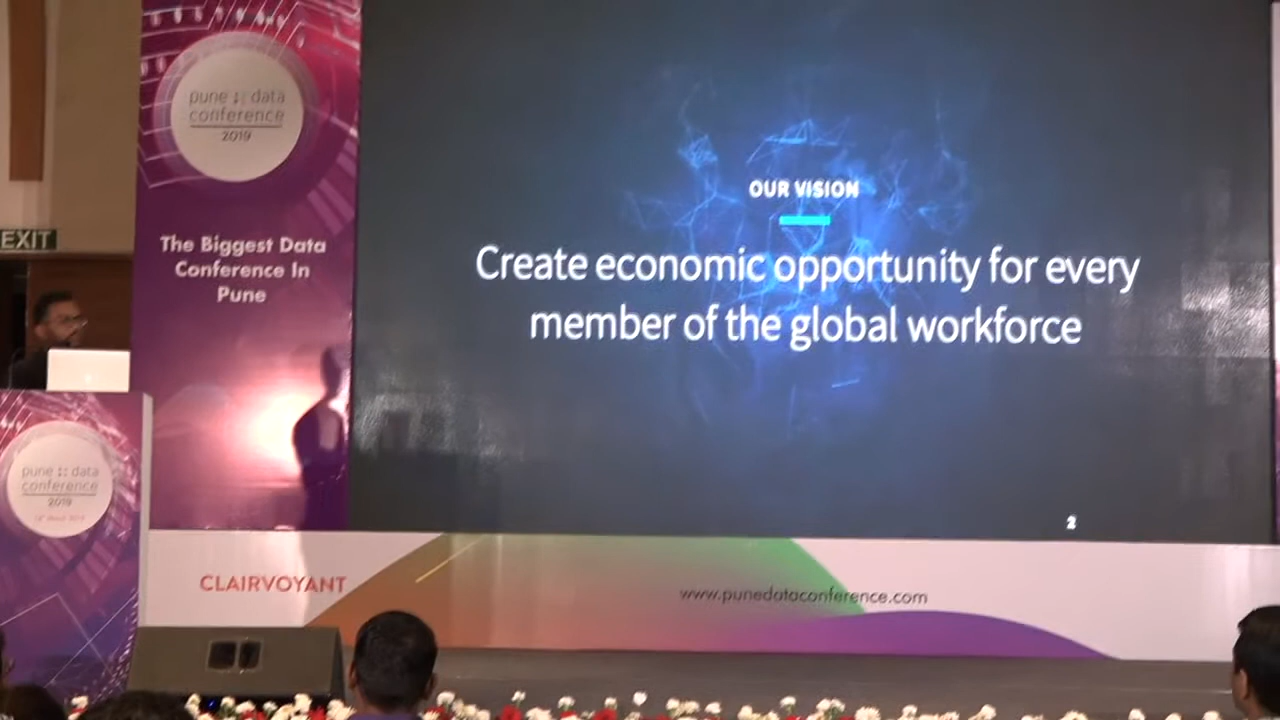 pune :: data
conference
2019
The Biggest Data
Conference In
Pune
EXIT
OUR VISION
Create economic opportunity for every
member of the global workforce
2
pune :: data
conference
2019
CLAIRVOYANT
www.punedataconference.com